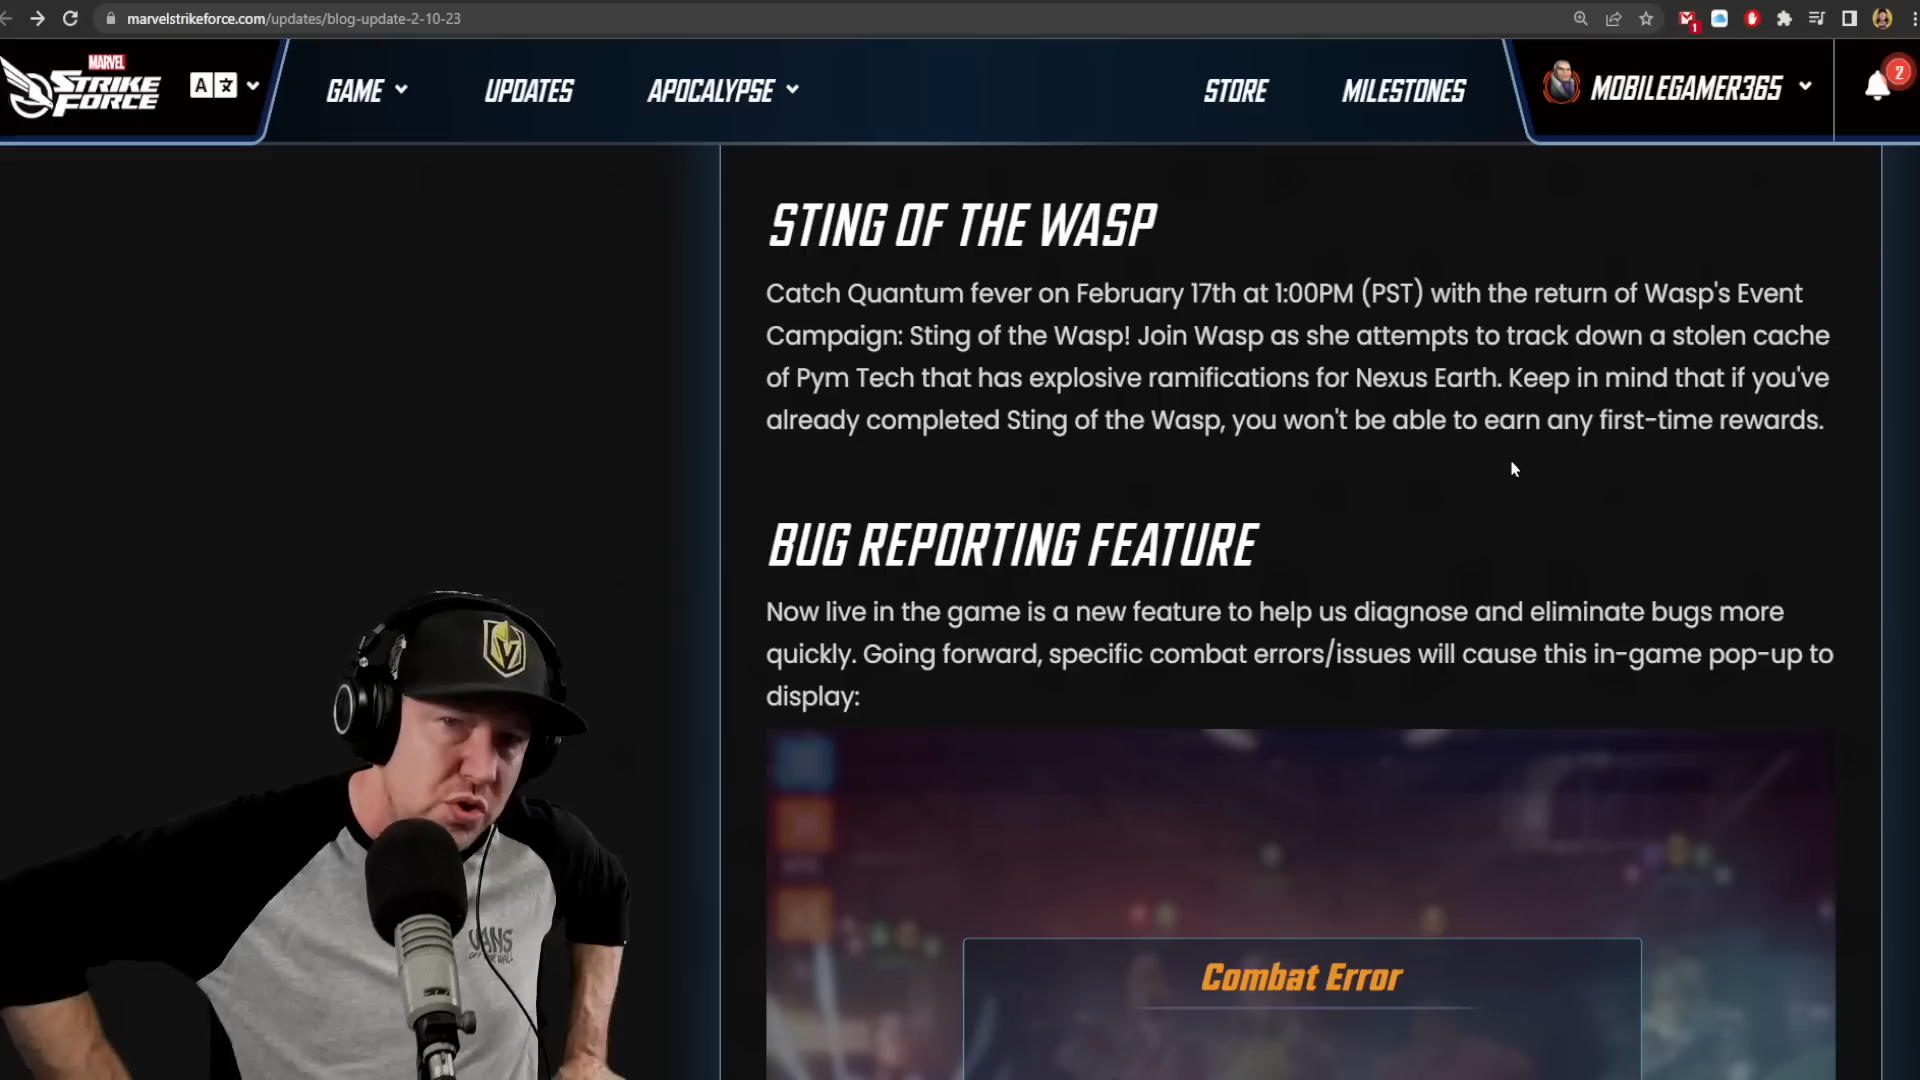 marvelstrikeforce.com/updates/blog-update-2-10-23
1
MARVEL
STRIKE
FORCE
A
GAME
UPDATES
APOCALYPSE
STORE
MILESTONES
MOBILEGAMER365
2
STING OF THE WASP
Catch Quantum fever on February 17th at 1:00PM (PST) with the return of Wasp's Event
Campaign: Sting of the Wasp! Join Wasp as she attempts to track down a stolen cache
of Pym Tech that has explosive ramifications for Nexus Earth. Keep in mind that if you've
already completed Sting of the Wasp, you won't be able to earn any first-time rewards.
BUG REPORTING FEATURE
Now live in the game is a new feature to help us diagnose and eliminate bugs more
quickly. Going forward, specific combat errors/issues will cause this in-game pop-up to
display:
Combat Error
VANS
OFF THE WALL